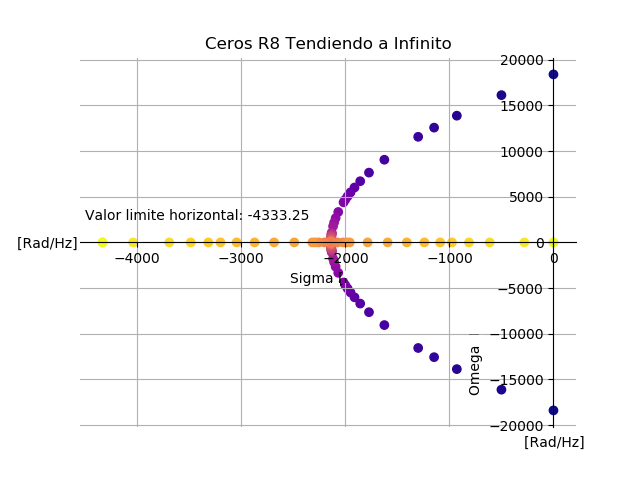 Ceros R8 Tendiendo a Infinito
20000
15000
10000
5000
Valor limite horizontal: -4333.25
[Rad/Hz]
0
−4000
−3000
−2000
−1000
0
Sigma
−5000
−10000
Omega
−15000
−20000
[Rad/Hz]